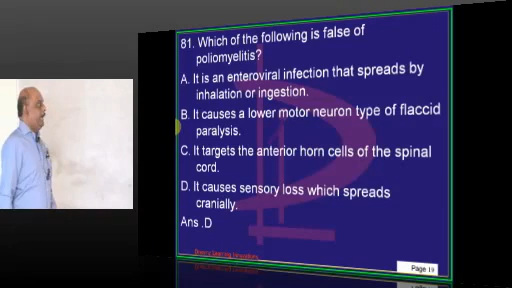 81. Which of the following is false of
poliomyelitis?
A. It is an enteroviral infection that spreads by
inhalation or ingestion.
B. It causes a lower motor neuron type of flaccid
paralysis.
C. It targets the anterior horn cells of the spinal
cord.
D. It causes sensory loss which spreads
cranially.
Ans .D
Page 19